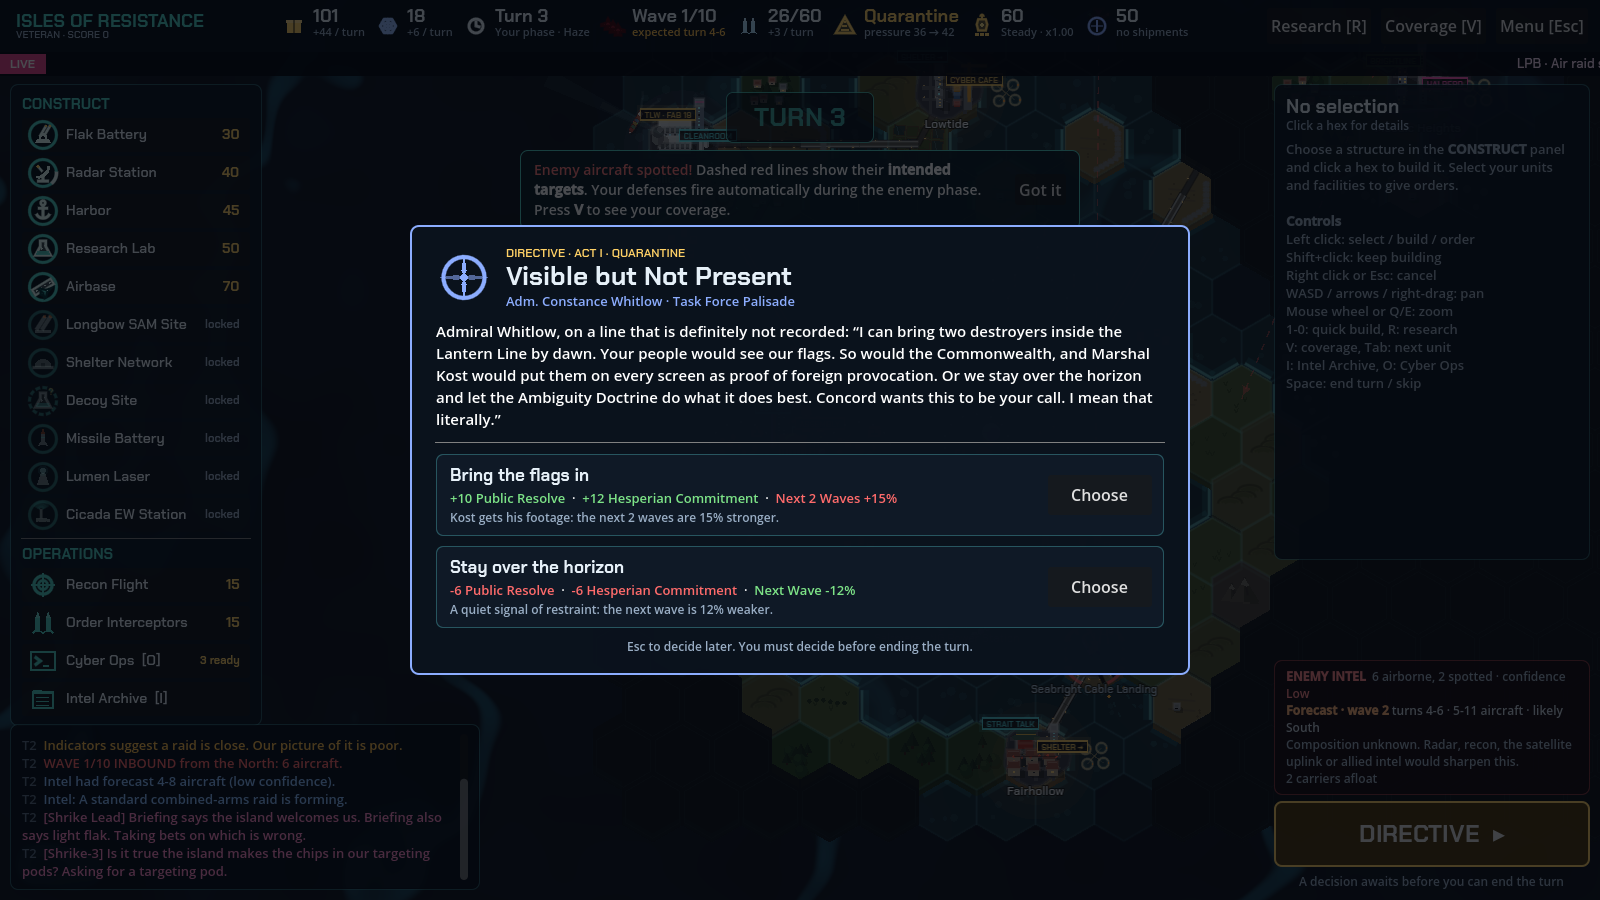 ISLES OF RESISTANCE
VETERAN · SCORE 0
101
+44 / turn
18
+6 / turn
Turn 3
Your phase · Haze
Wave 1/10
expected turn 4-6
26/60
+3 / turn
Quarantine
pressure 36 → 42
60
Steady · x1.00
50
no shipments
Research [R]
Coverage [V]
Menu [Esc]
LIVE
LPB · Air raid
CONSTRUCT
Flak Battery 30
Radar Station 40
Harbor 45
Research Lab 50
Airbase 70
Longbow SAM Site locked
Shelter Network locked
Decoy Site locked
Missile Battery locked
Lumen Laser locked
Cicada EW Station locked
OPERATIONS
Recon Flight 15
Order Interceptors 15
Cyber Ops [O] 3 ready
Intel Archive [I]
T2 Indicators suggest a raid is close. Our picture of it is poor.
T2 WAVE 1/10 INBOUND from the North: 6 aircraft.
T2 Intel had forecast 4-8 aircraft (low confidence).
T2 Intel: A standard combined-arms raid is forming.
T2 [Shrike Lead] Briefing says the island welcomes us. Briefing also
says light flak. Taking bets on which is wrong.
T2 [Shrike-3] Is it true the island makes the chips in our targeting
pods? Asking for a targeting pod.
CYBER CAFE
TLW · FAB 18
CLEANROOM
Lowtide
TURN 3
Enemy aircraft spotted! Dashed red lines show their intended
targets. Your defenses fire automatically during the enemy phase.
Press V to see your coverage.
Got it
DIRECTIVE · ACT I · QUARANTINE
Visible but Not Present
Adm. Constance Whitlow · Task Force Palisade
Admiral Whitlow, on a line that is definitely not recorded: "I can bring two destroyers inside the
Lantern Line by dawn. Your people would see our flags. So would the Commonwealth, and Marshal
Kost would put them on every screen as proof of foreign provocation. Or we stay over the horizon
and let the Ambiguity Doctrine do what it does best. Concord wants this to be your call. I mean that
literally."
Bring the flags in
+10 Public Resolve · +12 Hesperian Commitment · Next 2 Waves +15%
Kost gets his footage: the next 2 waves are 15% stronger.
Choose
Stay over the horizon
-6 Public Resolve · -6 Hesperian Commitment · Next Wave -12%
A quiet signal of restraint: the next wave is 12% weaker.
Choose
Esc to decide later. You must decide before ending the turn.
Seabright Cable Landing
STRAIT TALK
SHELTER
Fairhollow
No selection
Click a hex for details
Choose a structure in the CONSTRUCT panel
and click a hex to build it. Select your units
and facilities to give orders.
Controls
Left click: select / build / order
Shift+click: keep building
Right click or Esc: cancel
WASD / arrows / right-drag: pan
Mouse wheel or Q/E: zoom
1-0: quick build, R: research
V: coverage, Tab: next unit
I: Intel Archive, O: Cyber Ops
Space: end turn / skip
ENEMY INTEL 6 airborne, 2 spotted · confidence
Low
Forecast · wave 2 turns 4-6 · 5-11 aircraft · likely
South
Composition unknown. Radar, recon, the satellite
uplink or allied intel would sharpen this.
2 carriers afloat
DIRECTIVE ►
A decision awaits before you can end the turn